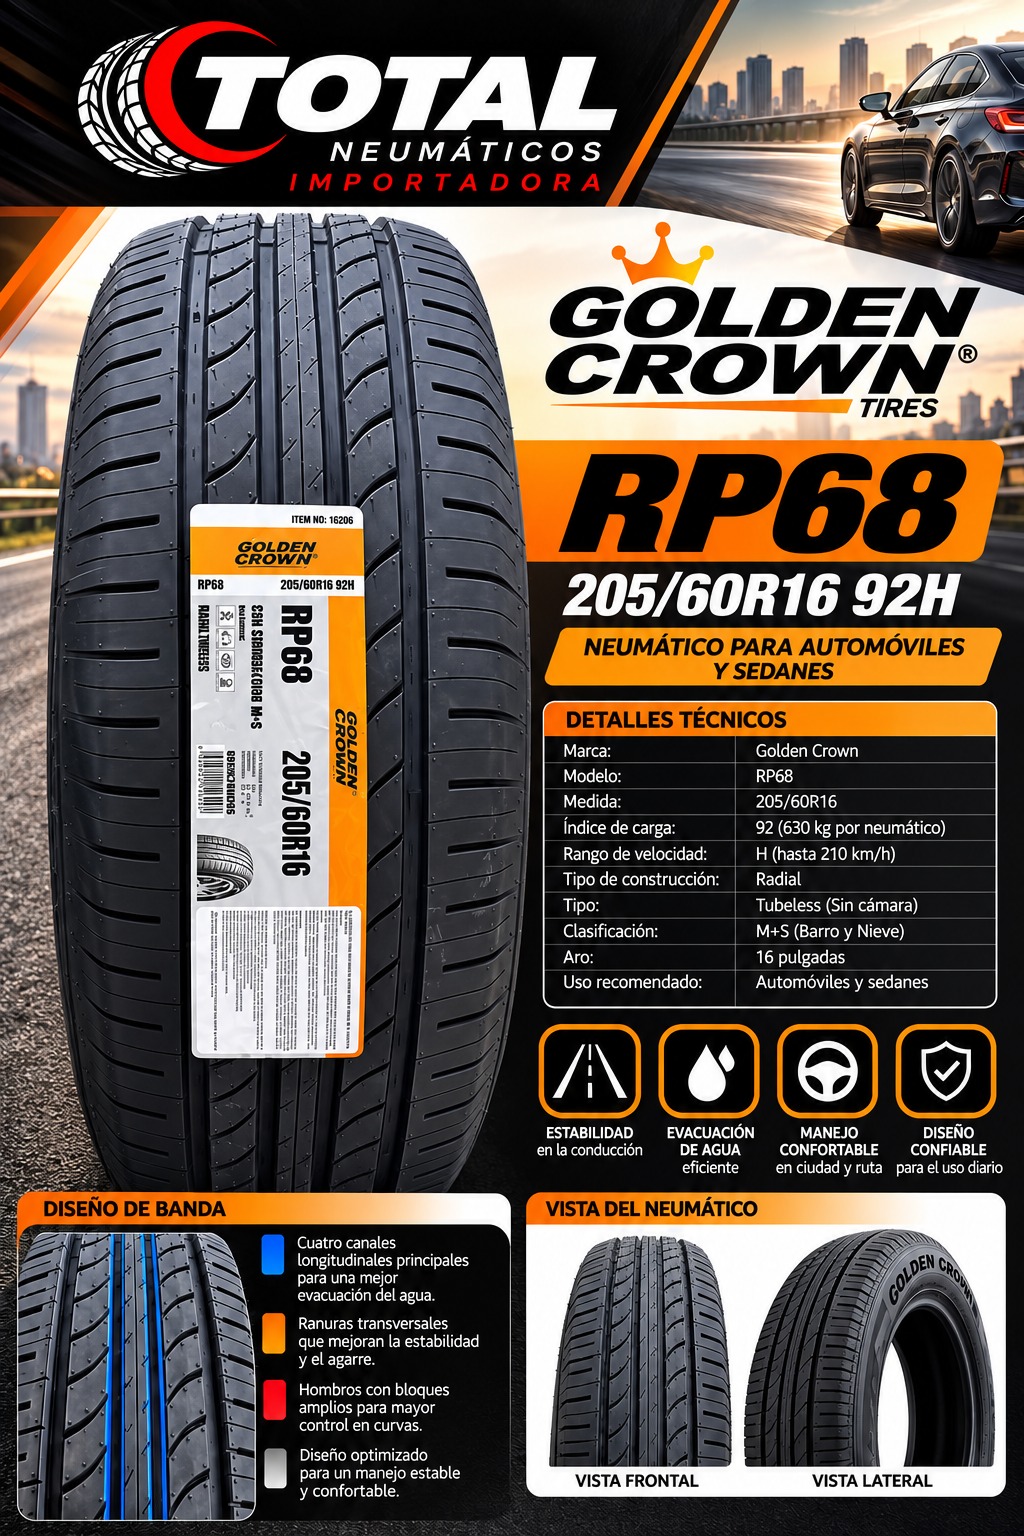 TOTAL
NEUMÁTICOS
IMPORTADORA
GOLDEN
CROWN®
TIRES
RP68
205/60R16 92H
NEUMÁTICO PARA AUTOMÓVILES
Y SEDANES
ITEM NO: 16206
GOLDEN
CROWN®
RP68 205/60R16 92H
RP68
205/60R16
GOLDEN
CROWN
DETALLES TÉCNICOS
Marca: Golden Crown
Modelo: RP68
Medida: 205/60R16
Índice de carga: 92 (630 kg por neumático)
Rango de velocidad: H (hasta 210 km/h)
Tipo de construcción: Radial
Tipo: Tubeless (Sin cámara)
Clasificación: M+S (Barro y Nieve)
Aro: 16 pulgadas
Uso recomendado: Automóviles y sedanes
ESTABILIDAD
en la conducción
EVACUACIÓN
DE AGUA
eficiente
MANEJO
CONFORTABLE
en ciudad y ruta
DISEÑO
CONFIABLE
para el uso diario
DISEÑO DE BANDA
Cuatro canales
longitudinales principales
para una mejor
evacuación del agua.
Ranuras transversales
que mejoran la estabilidad
y el agarre.
Hombros con bloques
amplios para mayor
control en curvas.
Diseño optimizado
para un manejo estable
y confortable.
VISTA DEL NEUMÁTICO
GOLDEN CROWN
VISTA FRONTAL
VISTA LATERAL